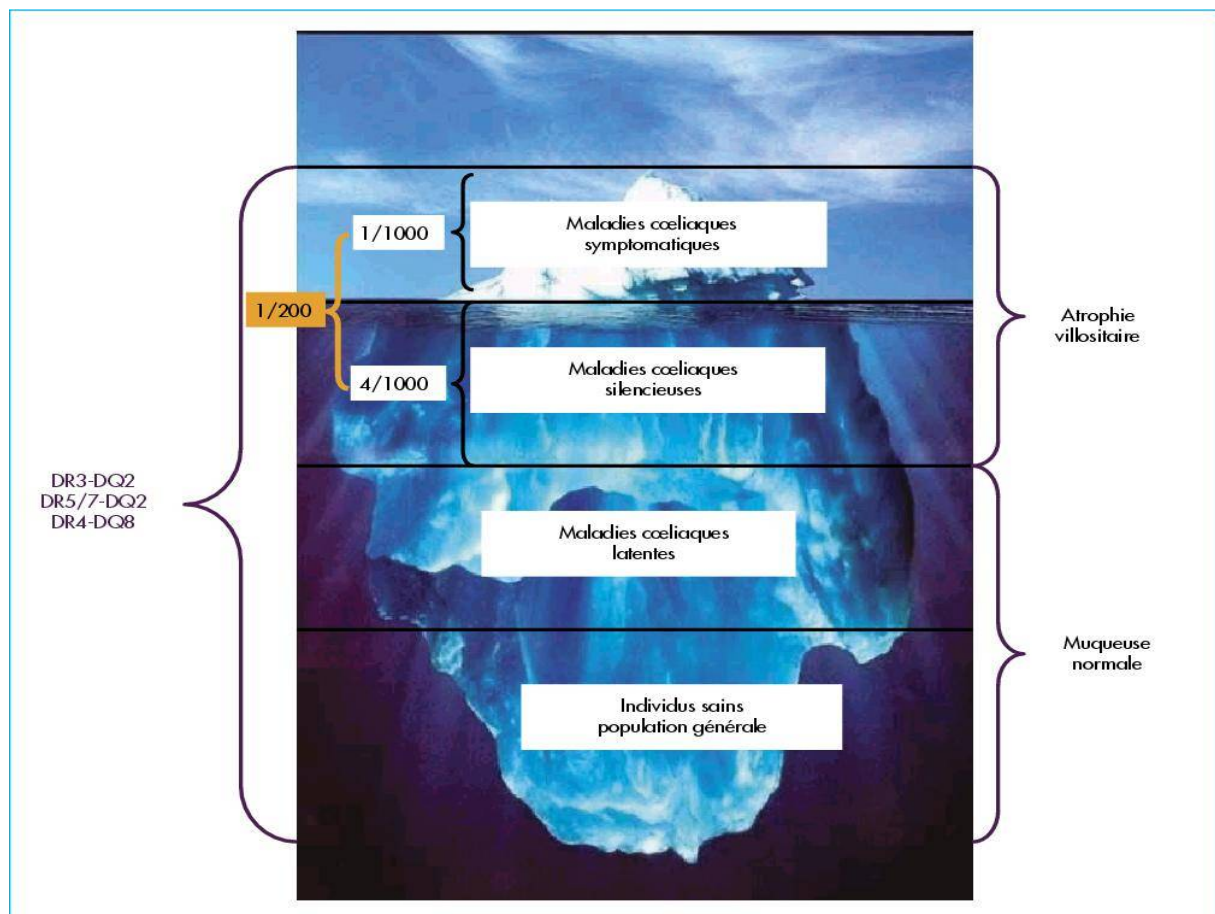 1/1000
Maladies cœliaques
symptomatiques
1/200
Atrophie
villositaire
4/1000
Maladies cœliaques
silencieuses
DR3-DQ2
DR5/7-DQ2
DR4-DQ8
Maladies cœliaques
latentes
Muqueuse
normale
Individus sains
population générale